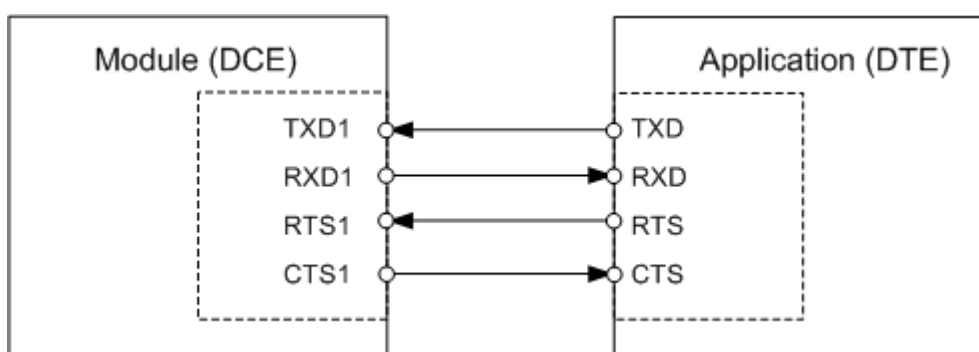 Module (DCE)
Application (DTE)
TXD1
TXD
RXD1
RXD
RTS1
RTS
CTS1
CTS